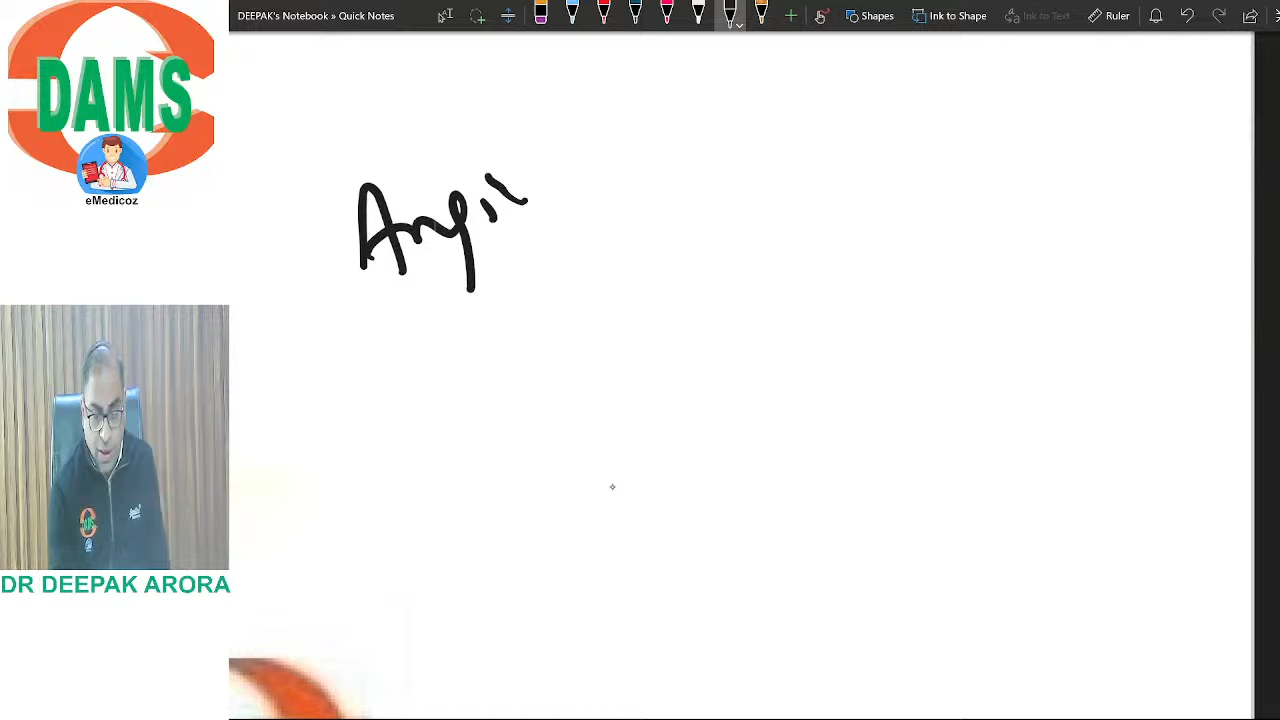 DEEPAK's Notebook » Quick Notes
Shapes
Ink to Shape
Ink to Text
Ruler
DAMS
eMedicoz
DR DEEPAK ARORA